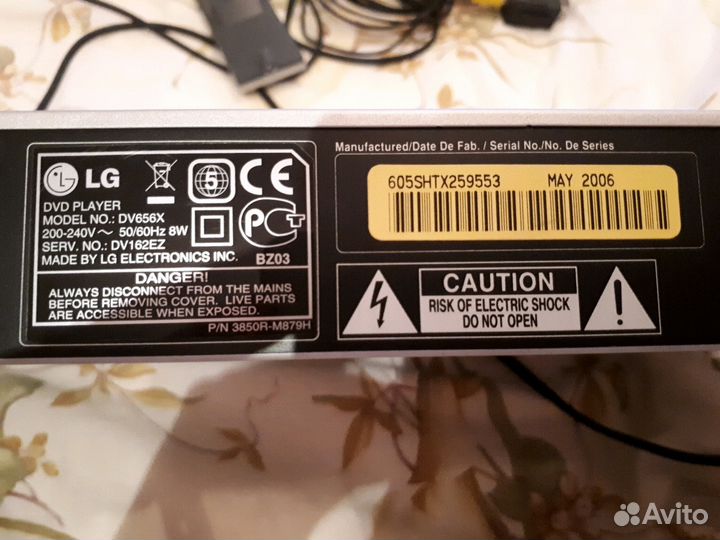 LG
5
CE
DVD PLAYER
MODEL NO.: DV656X
200-240V~ 50/60Hz 8W
SERV. NO.: DV162EZ
MADE BY LG ELECTRONICS INC.
РСТ
BZ03
DANGER!
ALWAYS DISCONNECT FROM THE MAINS
BEFORE REMOVING COVER. LIVE PARTS
ARE ACCESSIBLE WHEN EXPOSED.
P/N 3850R-M879H
Manufactured/Date De Fab. / Serial No./No. De Series
605SHTX259553 MAY 2006
CAUTION
RISK OF ELECTRIC SHOCK
DO NOT OPEN
Avito